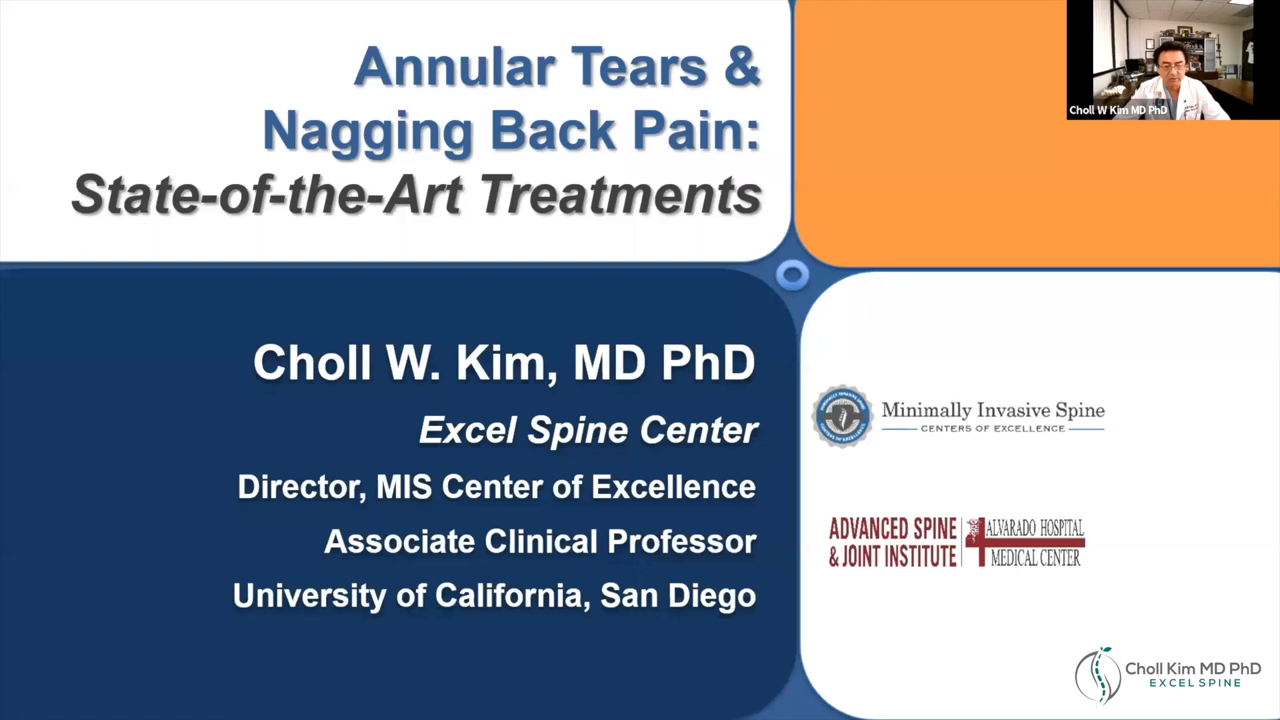 Annular Tears &
Nagging Back Pain:
State-of-the-Art Treatments
Choll W Kim MD PhD
Choll W. Kim, MD PhD
Excel Spine Center
Director, MIS Center of Excellence
Associate Clinical Professor
University of California, San Diego
Minimally Invasive Spine
CENTERS OF EXCELLENCE
ADVANCED SPINE
& JOINT INSTITUTE
ALVARADO HOSPITAL
MEDICAL CENTER
Choll Kim MD PhD
EXCEL SPINE